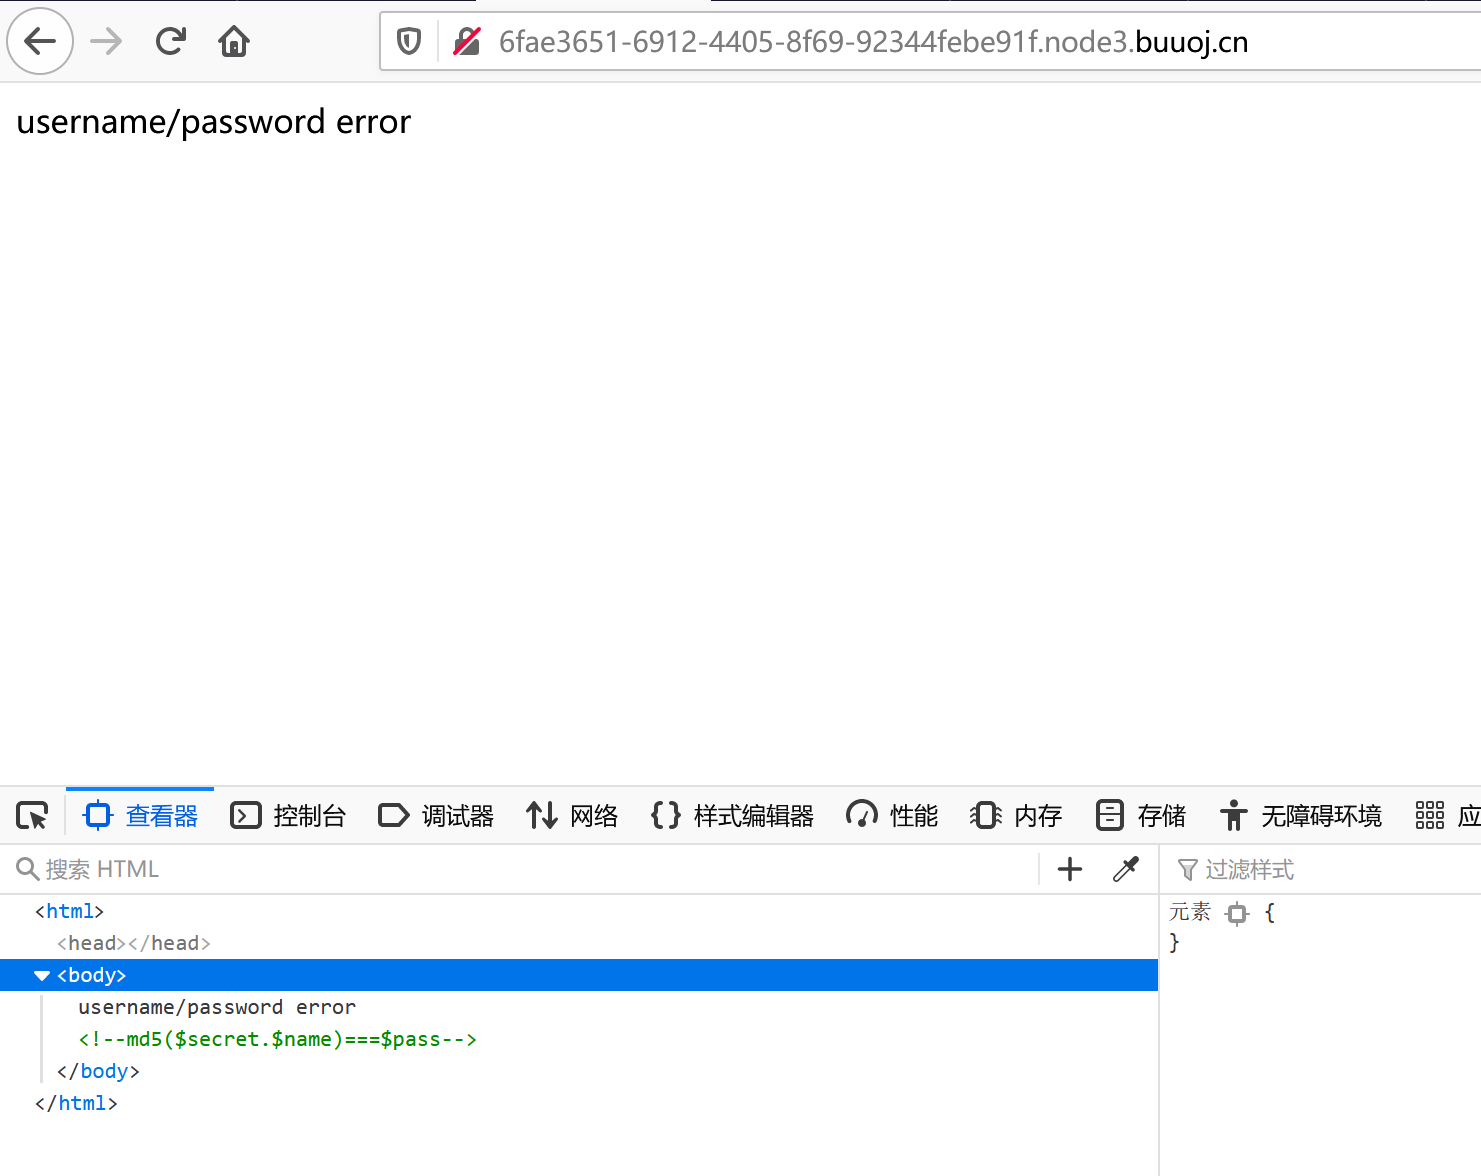 6fae3651-6912-4405-8f69-92344febe91f.node3.buuoj.cn
username/password error
查看器 控制台 调试器 网络 {} 样式编辑器 性能 内存 存储 无障碍环境 应
搜索 HTML
过滤样式
<html>
<head></head>
<body>
username/password error
<!--md5($secret.$name)===$pass-->
</body>
</html>
元素 {
}